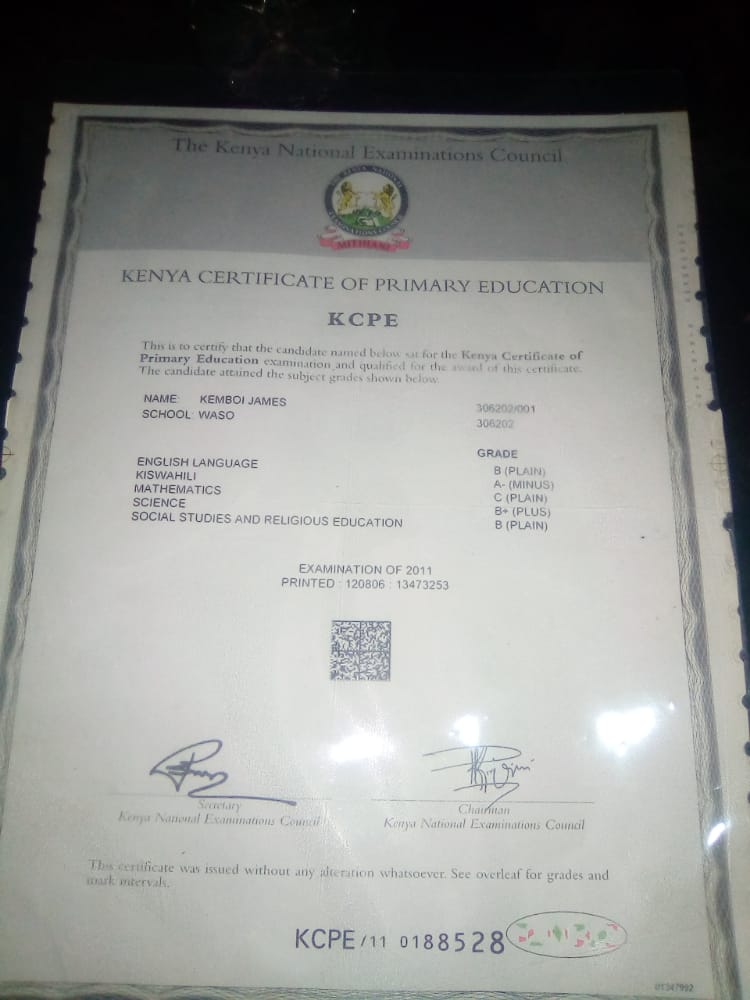 The Kenya National Examinations Council
MITIHANI
KENYA CERTIFICATE OF PRIMARY EDUCATION
KCPE
This is to certify that the candidate named below sat for the Kenya Certificate of
Primary Education examination and qualified for the award of this certificate.
The candidate attained the subject grades shown below.
NAME: KEMBOI JAMES 306202/001
SCHOOL: WASO 306202
GRADE
ENGLISH LANGUAGE B (PLAIN)
KISWAHILI A- (MINUS)
MATHEMATICS C (PLAIN)
SCIENCE B+ (PLUS)
SOCIAL STUDIES AND RELIGIOUS EDUCATION B (PLAIN)
EXAMINATION OF 2011
PRINTED : 120806 : 13473253
Secretary
Kenya National Examinations Council
Chairman
Kenya National Examinations Council
This certificate was issued without any alteration whatsoever. See overleaf for grades and
mark intervals.
KCPE/11 0188528
01347992